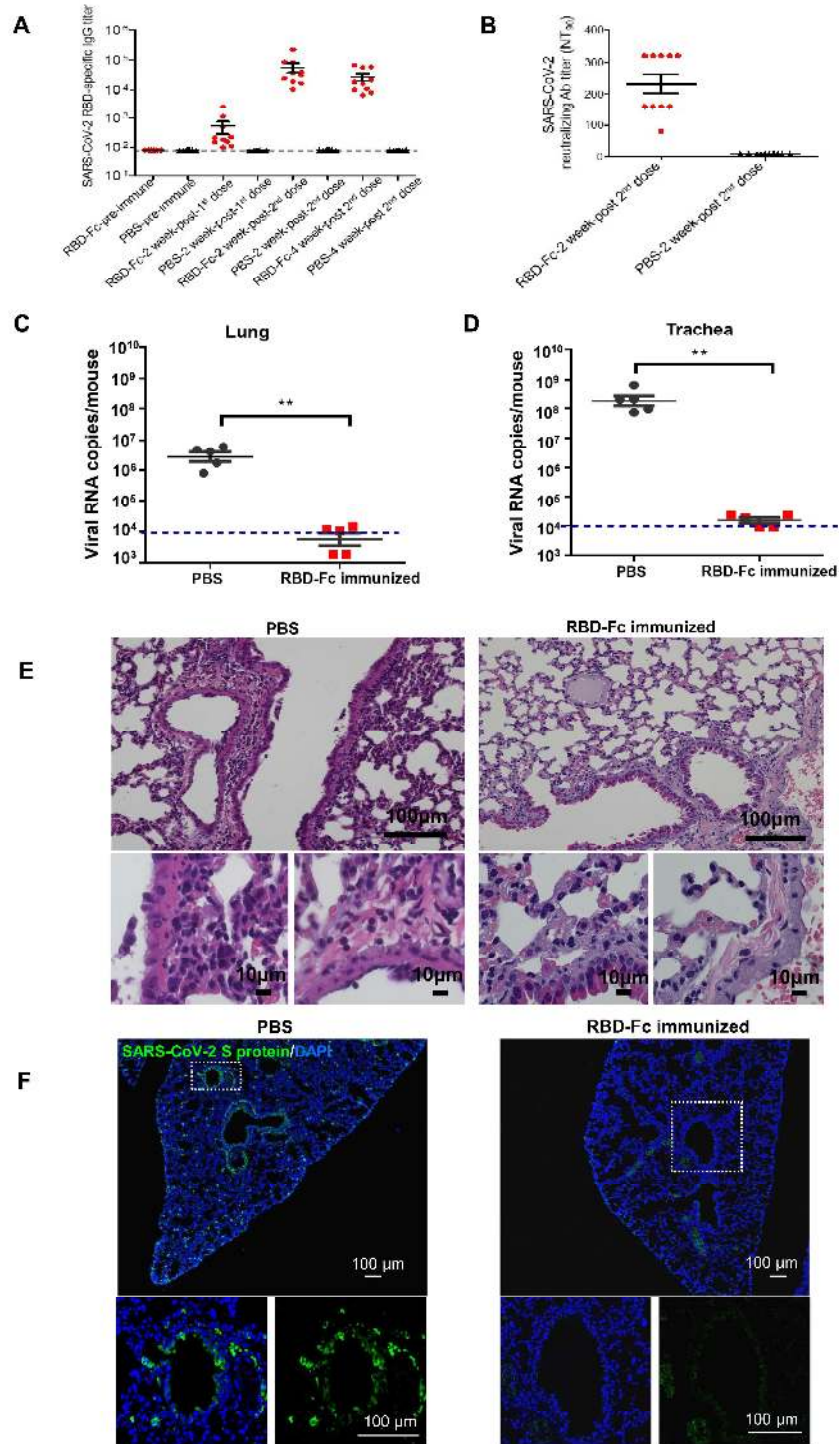 A
SARS-CoV-2 RBD-specific IgG titer
10⁶
10⁵
10⁴
10³
10²
10¹
RBD-Fc-pre-immune
PBS-pre-immune
RBD-Fc-2 week-post-1ˢᵗ dose
PBS-2 week-post-1ˢᵗ dose
RBD-Fc-2 week-post-2ⁿᵈ dose
PBS-2 week-post-2ⁿᵈ dose
RBD-Fc-4 week-post 2ⁿᵈ dose
PBS-4 week-post 2ⁿᵈ dose
B
SARS-CoV-2
neutralizing Ab titer (NT₉₀)
400
300
200
100
0
RBD-Fc-2 week-post 2ⁿᵈ dose
PBS-2 week-post 2ⁿᵈ dose
C
Lung
Viral RNA copies/mouse
10¹⁰
10⁹
10⁸
10⁷
10⁶
10⁵
10⁴
10³
**
PBS
RBD-Fc immunized
D
Trachea
Viral RNA copies/mouse
10¹⁰
10⁹
10⁸
10⁷
10⁶
10⁵
10⁴
10³
**
PBS
RBD-Fc immunized
E
PBS
RBD-Fc immunized
100μm
100μm
10μm
10μm
10μm
10μm
F
PBS
RBD-Fc immunized
SARS-CoV-2 S protein/DAPI
100 μm
100 μm
100 μm
100 μm